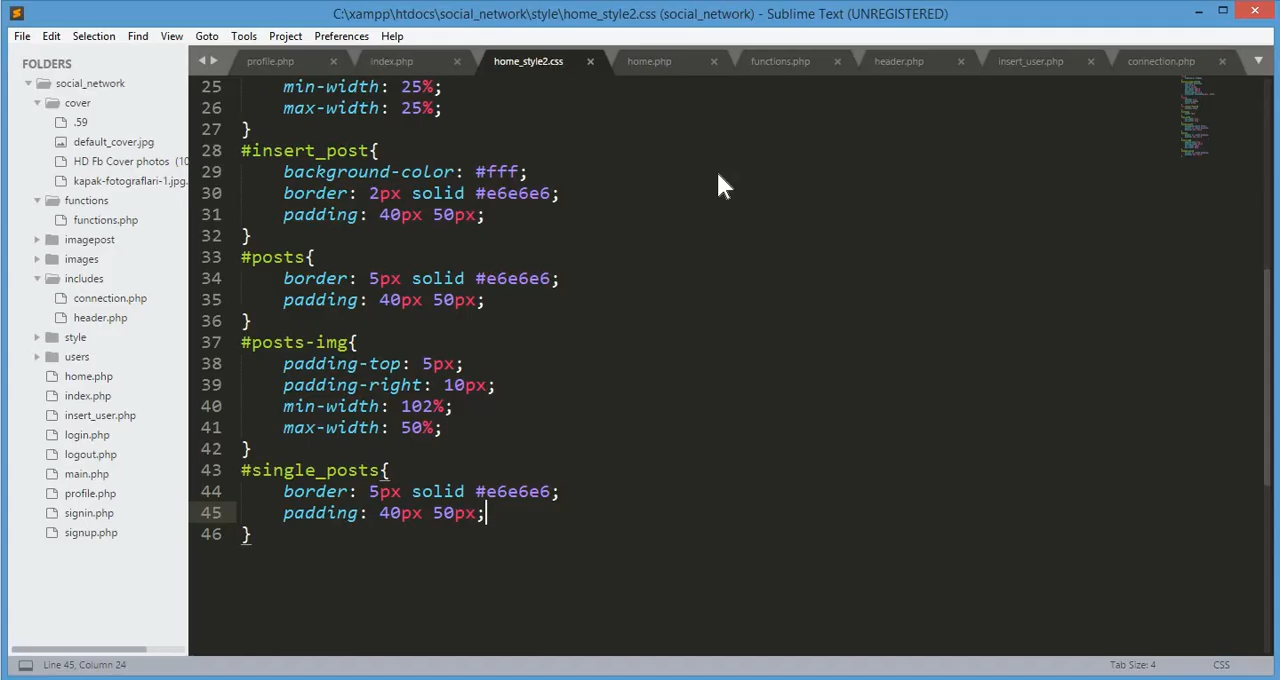 C:\xampp\htdocs\social_network\style\home_style2.css (social_network) - Sublime Text (UNREGISTERED)
File Edit Selection Find View Goto Tools Project Preferences Help
FOLDERS
social_network
cover
.59
default_cover.jpg
HD Fb Cover photos (10
kapak-fotograflari-1.jpg.
functions
functions.php
imagepost
images
includes
connection.php
header.php
style
users
home.php
index.php
insert_user.php
login.php
logout.php
main.php
profile.php
signin.php
signup.php
profile.php index.php home_style2.css home.php functions.php header.php insert_user.php connection.php
25 min-width: 25%;
26 max-width: 25%;
27 }
28 #insert_post{
29 background-color: #fff;
30 border: 2px solid #e6e6e6;
31 padding: 40px 50px;
32 }
33 #posts{
34 border: 5px solid #e6e6e6;
35 padding: 40px 50px;
36 }
37 #posts-img{
38 padding-top: 5px;
39 padding-right: 10px;
40 min-width: 102%;
41 max-width: 50%;
42 }
43 #single_posts{
44 border: 5px solid #e6e6e6;
45 padding: 40px 50px;
46 }
Line 45, Column 24 Tab Size: 4 CSS